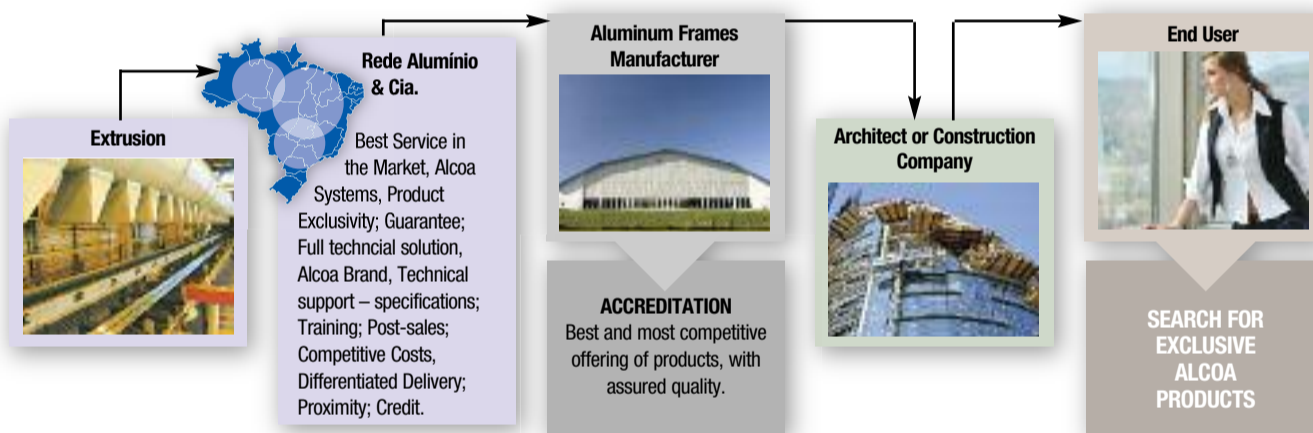 Extrusion
Rede Alumínio
& Cia.
Best Service in
the Market, Alcoa
Systems, Product
Exclusivity; Guarantee;
Full techncial solution,
Alcoa Brand, Technical
support – specifications;
Training; Post-sales;
Competitive Costs,
Differentiated Delivery;
Proximity; Credit.
Aluminum Frames
Manufacturer
ACCREDITATION
Best and most competitive
offering of products, with
assured quality.
Architect or Construction
Company
End User
SEARCH FOR
EXCLUSIVE
ALCOA
PRODUCTS